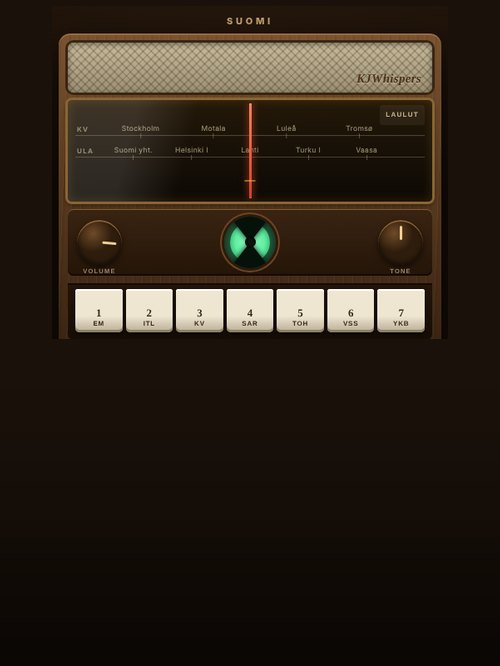 SUOMI
KJWhispers
LAULUT
KV Stockholm Motala Luleå Tromsø
ULA Suomi yht. Helsinki I Lahti Turku I Vaasa
VOLUME TONE
1 2 3 4 5 6 7
EM ITL KV SAR TOH VSS YKB